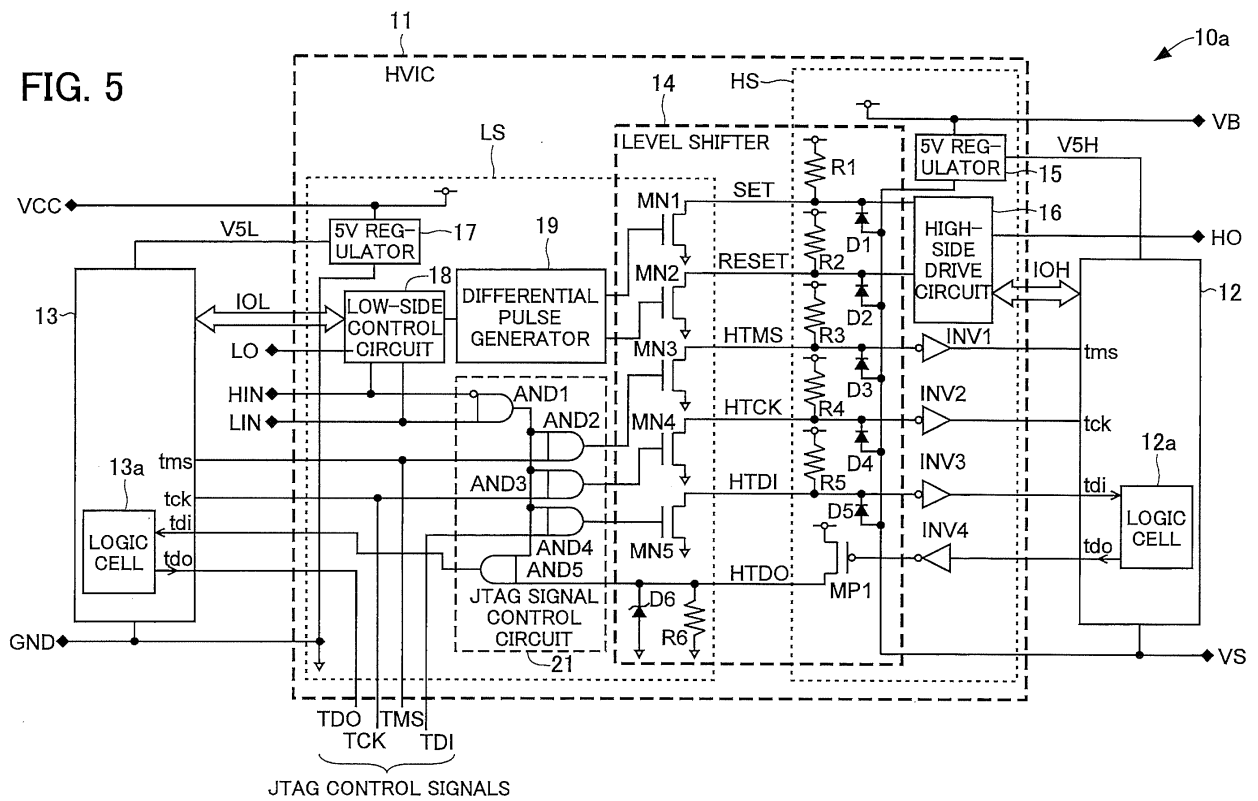 FIG. 5
11
HVIC
10a
HS
14
LS
LEVEL SHIFTER
VB
5V REG-
ULATOR
V5H
15
R1
VCC
MN1
SET
16
V5L
5V REG-
ULATOR
17
19
D1
HIGH-
SIDE
DRIVE
CIRCUIT
HO
R2
18
MN2
RESET
IOH
13
IOL
LOW-SIDE
CONTROL
CIRCUIT
DIFFERENTIAL
PULSE
GENERATOR
D2
12
R3
LO
MN3
HTMS
INV1
tms
HIN
AND1
D3
R4
LIN
AND2
MN4
HTCK
INV2
tck
13a
tms
D4
12a
AND3
R5
INV3
tck
HTDI
tdi
tdi
D5
LOGIC
CELL
AND4
MN5
INV4
LOGIC
CELL
tdo
AND5
HTDO
MP1
tdo
JTAG SIGNAL
CONTROL
CIRCUIT
D6
R6
GND
21
VS
TDO
TMS
TCK
TDI
JTAG CONTROL SIGNALS